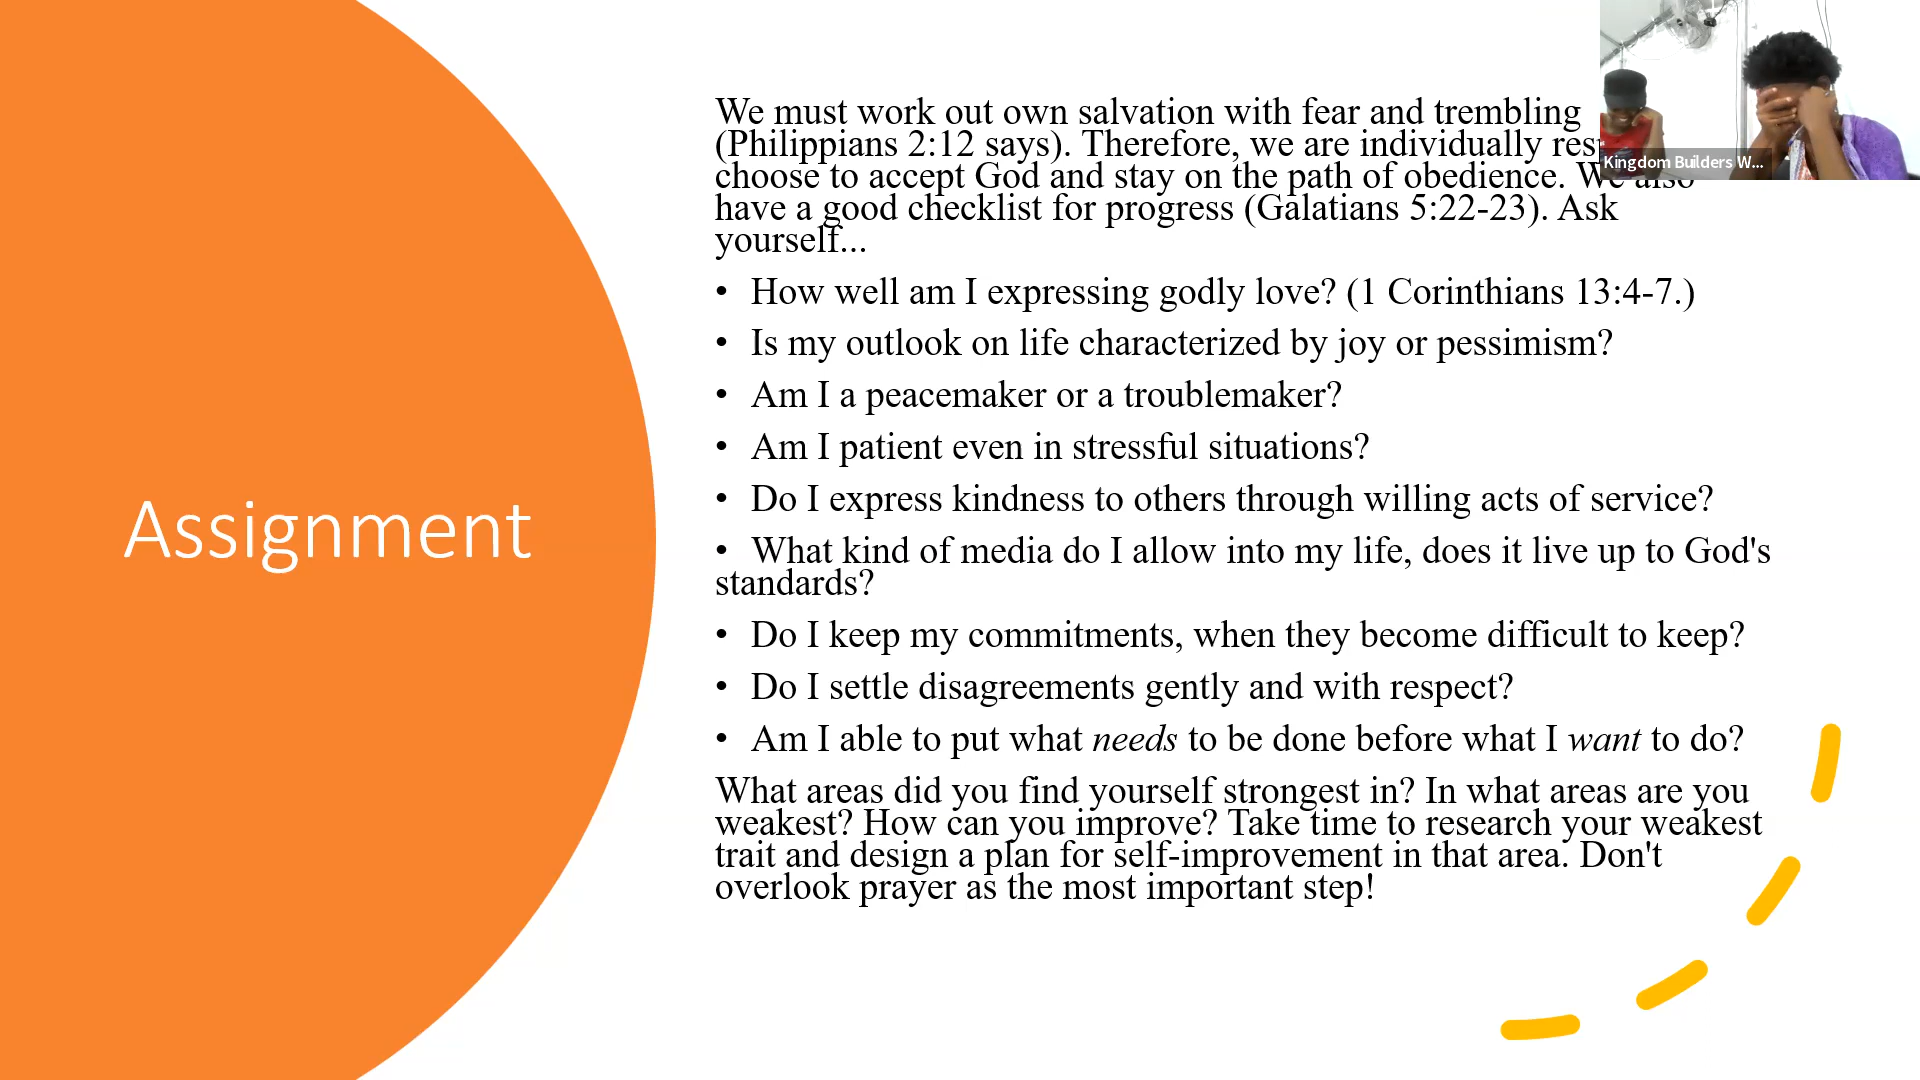 Assignment
We must work out own salvation with fear and trembling
(Philippians 2:12 says). Therefore, we are individually
choose to accept God and stay on the path of obedience. We also
have a good checklist for progress (Galatians 5:22-23). Ask
yourself...
• How well am I expressing godly love? (1 Corinthians 13:4-7.)
• Is my outlook on life characterized by joy or pessimism?
• Am I a peacemaker or a troublemaker?
• Am I patient even in stressful situations?
• Do I express kindness to others through willing acts of service?
• What kind of media do I allow into my life, does it live up to God's
standards?
• Do I keep my commitments, when they become difficult to keep?
• Do I settle disagreements gently and with respect?
• Am I able to put what needs to be done before what I want to do?
What areas did you find yourself strongest in? In what areas are you
weakest? How can you improve? Take time to research your weakest
trait and design a plan for self-improvement in that area. Don't
overlook prayer as the most important step!
Kingdom Builders W...